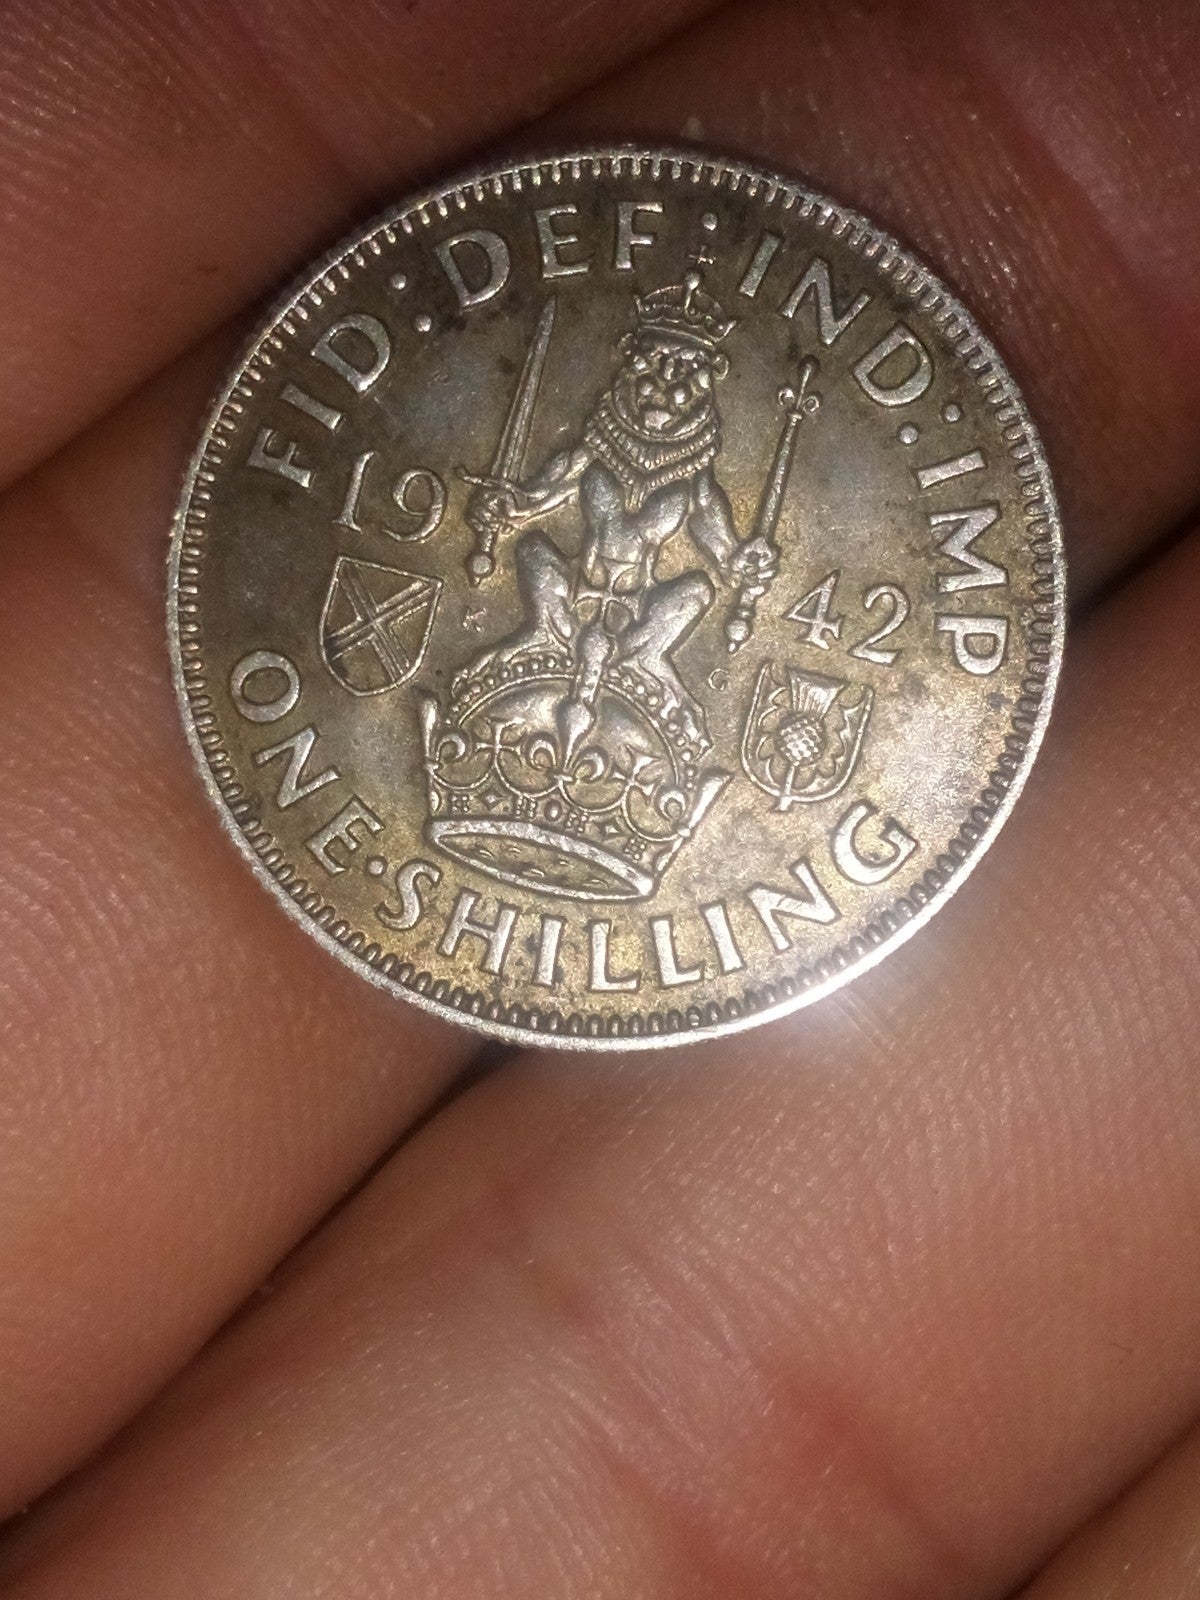 FID:DEF:IND:IMP
19 42
K G
ONE·SHILLING